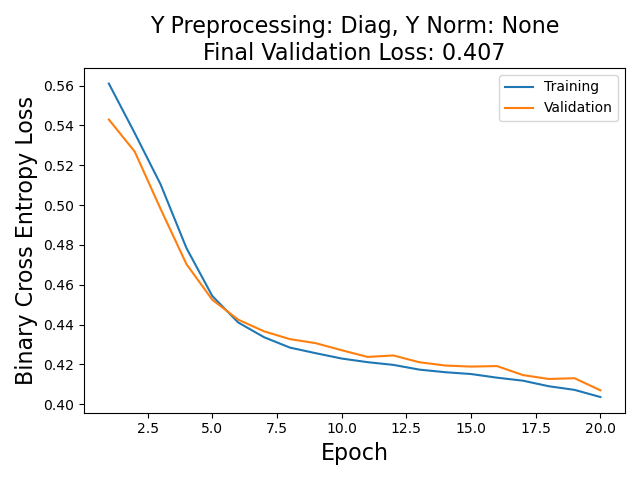 Y Preprocessing: Diag, Y Norm: None
Final Validation Loss: 0.407
Training
Validation
Binary Cross Entropy Loss
0.56
0.54
0.52
0.50
0.48
0.46
0.44
0.42
0.40
2.5 5.0 7.5 10.0 12.5 15.0 17.5 20.0
Epoch